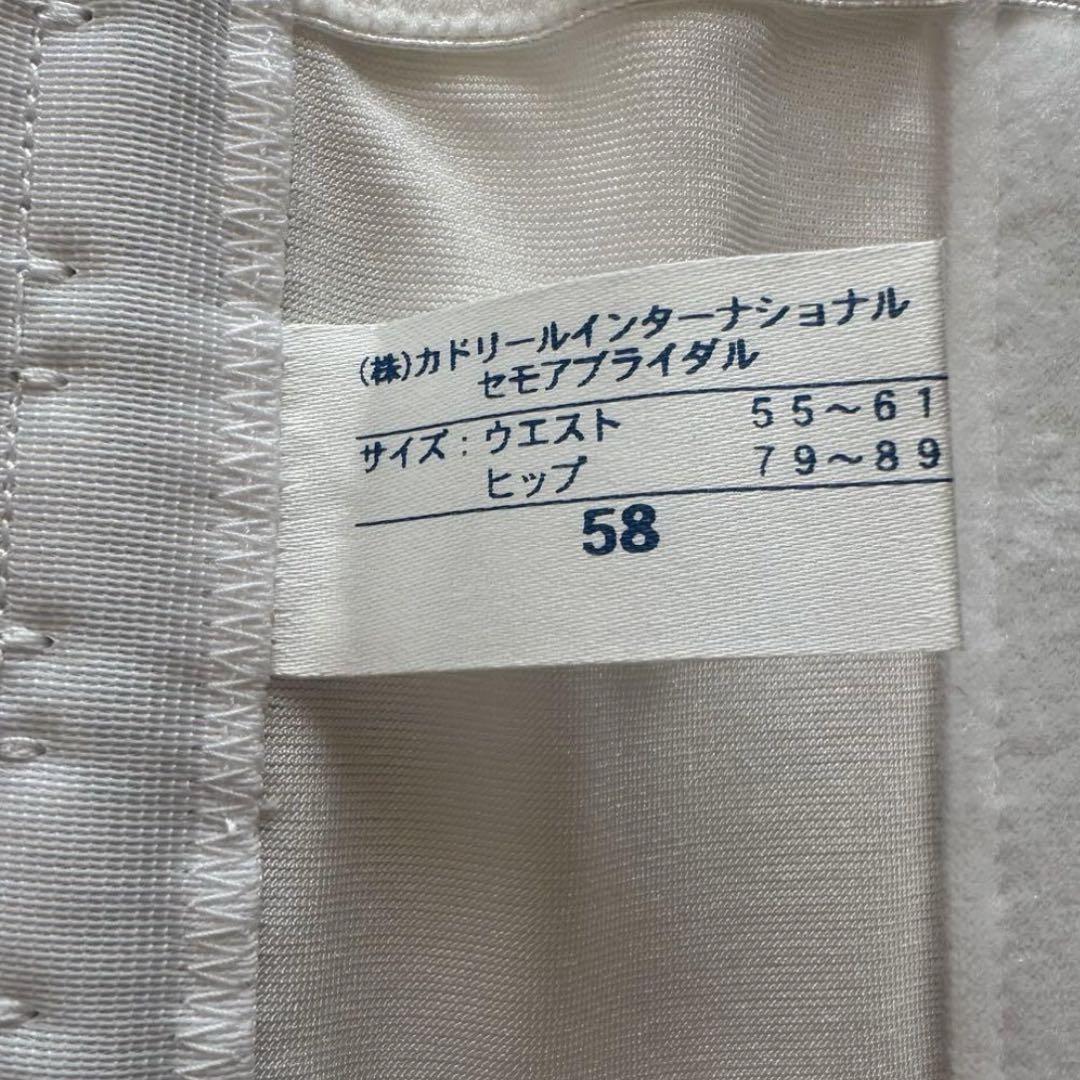 (株)カドリールインターナショナル
セモアブライダル
サイズ:ウエスト 55〜61
ヒップ 79〜89
58